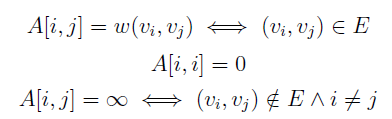 A[i, j] = w(v_i, v_j) ⟺ (v_i, v_j) ∈ E
A[i, i] = 0
A[i, j] = ∞ ⟺ (v_i, v_j) ∉ E ∧ i ≠ j